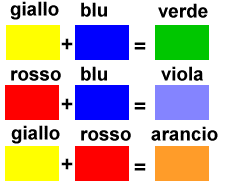 giallo blu verde
+ =
rosso blu viola
+ =
giallo rosso arancio
+ =